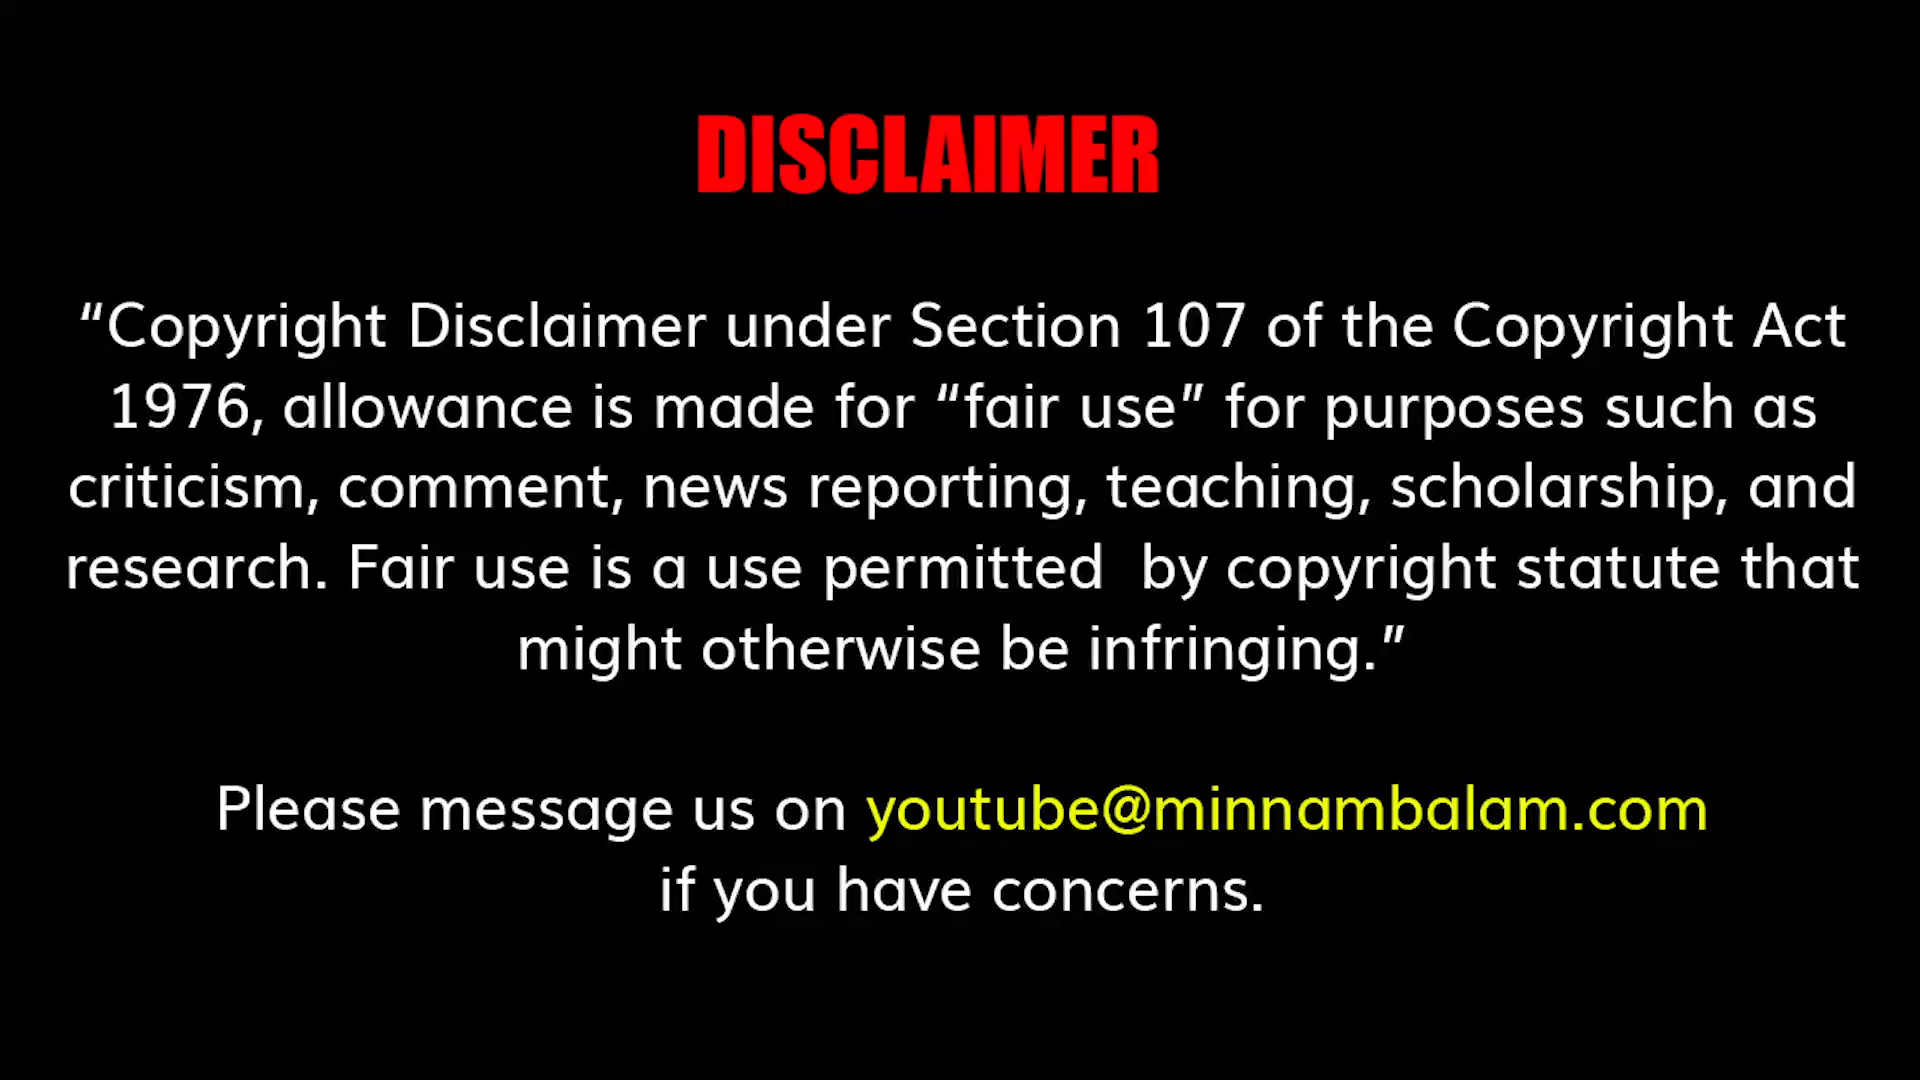 DISCLAIMER
“Copyright Disclaimer under Section 107 of the Copyright Act
1976, allowance is made for “fair use” for purposes such as
criticism, comment, news reporting, teaching, scholarship, and
research. Fair use is a use permitted  by copyright statute that
might otherwise be infringing.”
Please message us on youtube@minnambalam.com
if you have concerns.